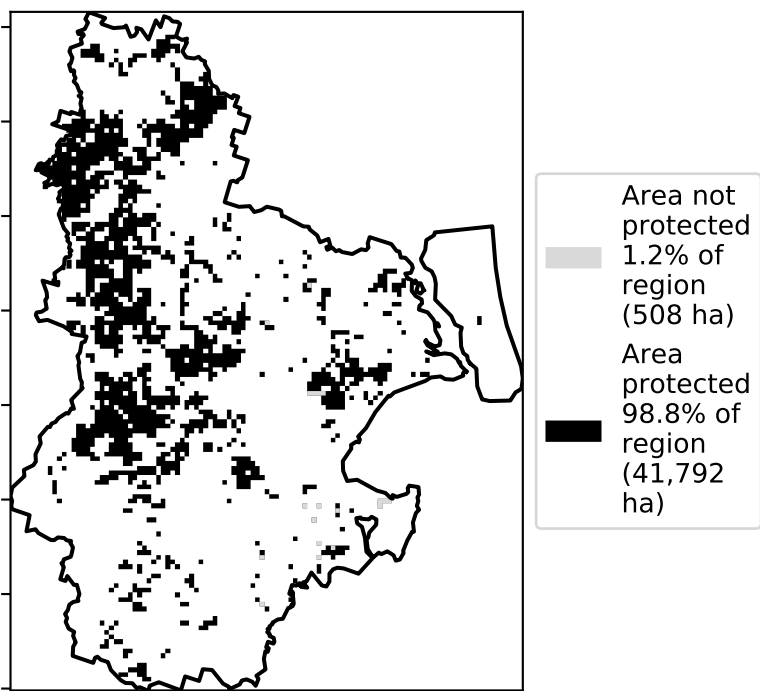 Area not
protected
1.2% of
region
(508 ha)
Area
protected
98.8% of
region
(41,792
ha)